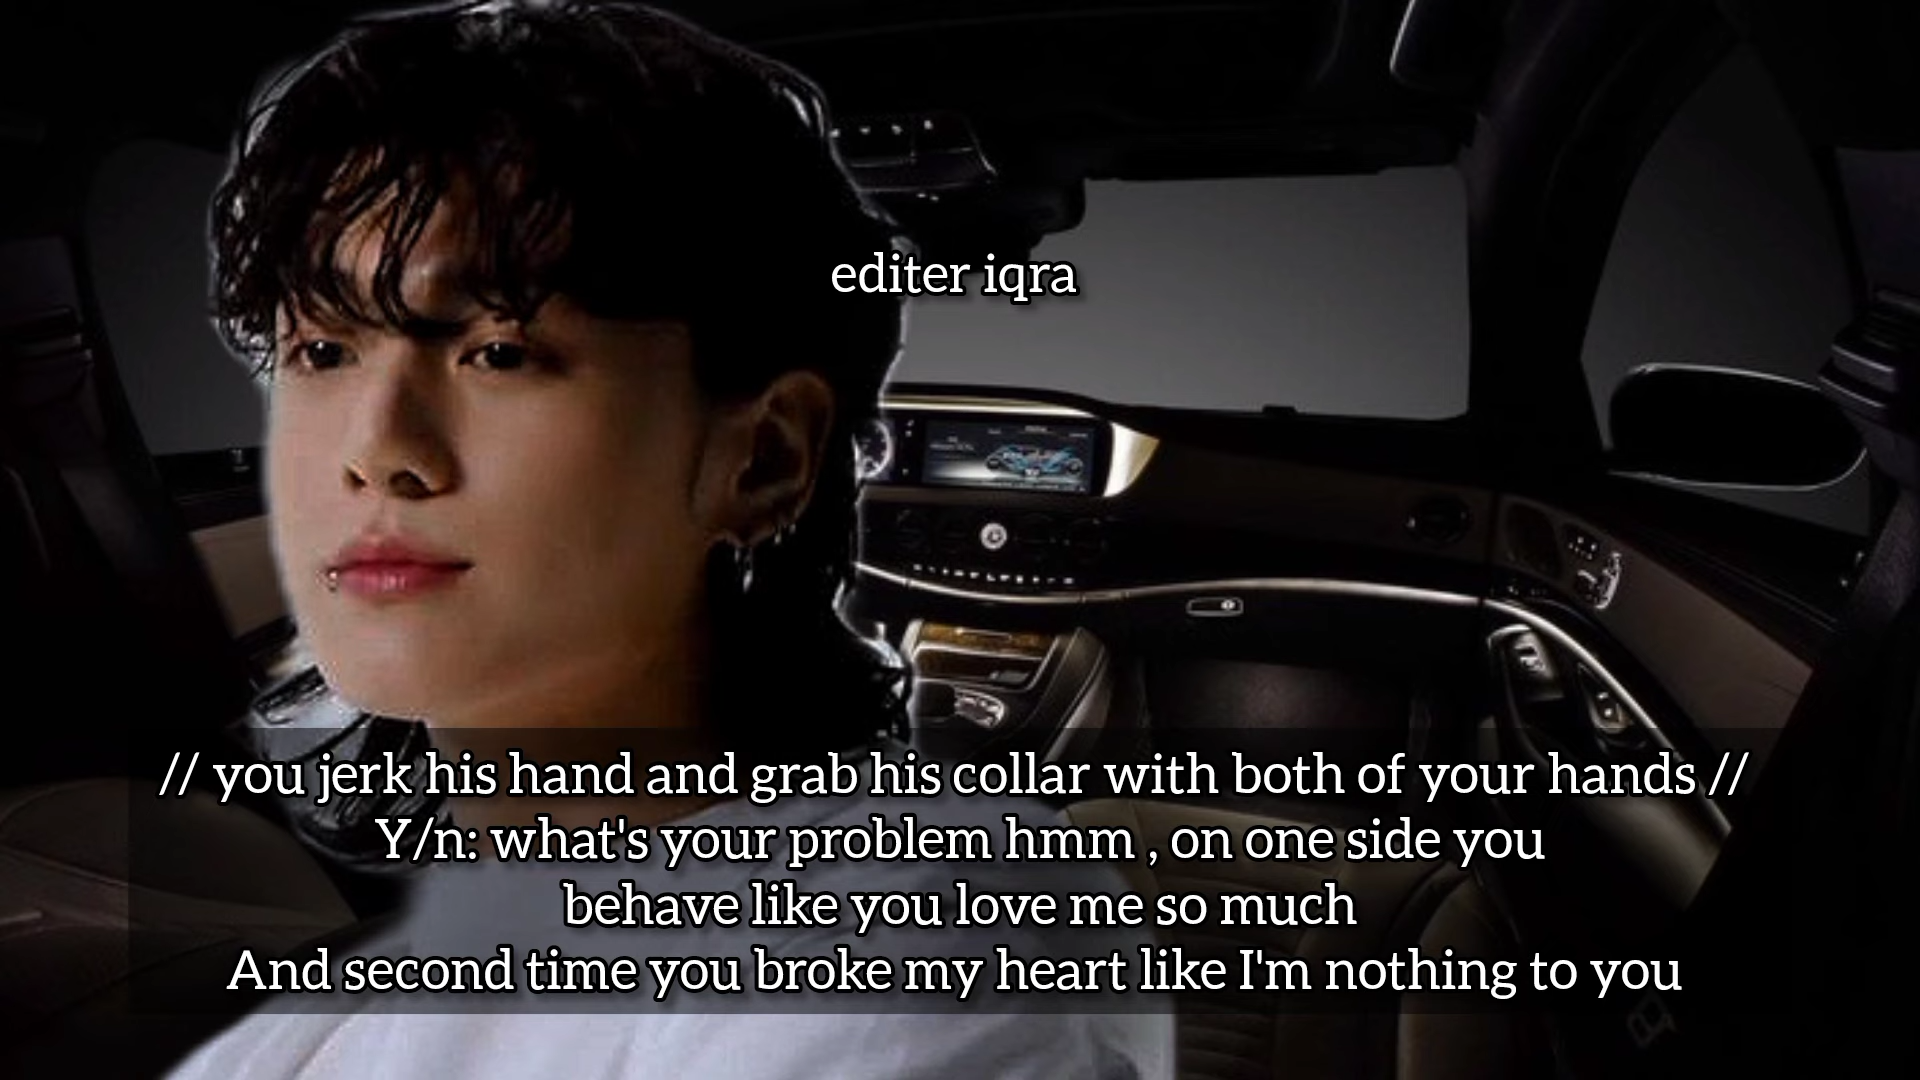 editer iqra
// you jerk his hand and grab his collar with both of your hands //
Y/n: what's your problem hmm , on one side you
behave like you love me so much
And second time you broke my heart like I'm nothing to you